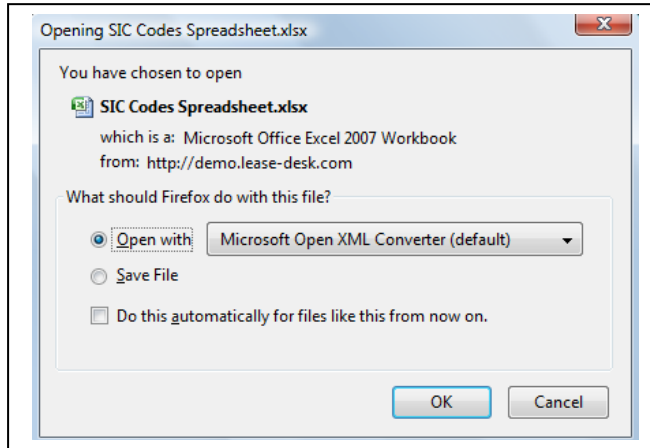 Opening SIC Codes Spreadsheet.xlsx
You have chosen to open
SIC Codes Spreadsheet.xlsx
which is a: Microsoft Office Excel 2007 Workbook
from: http://demo.lease-desk.com
What should Firefox do with this file?
Open with Microsoft Open XML Converter (default)
Save File
Do this automatically for files like this from now on.
OK Cancel